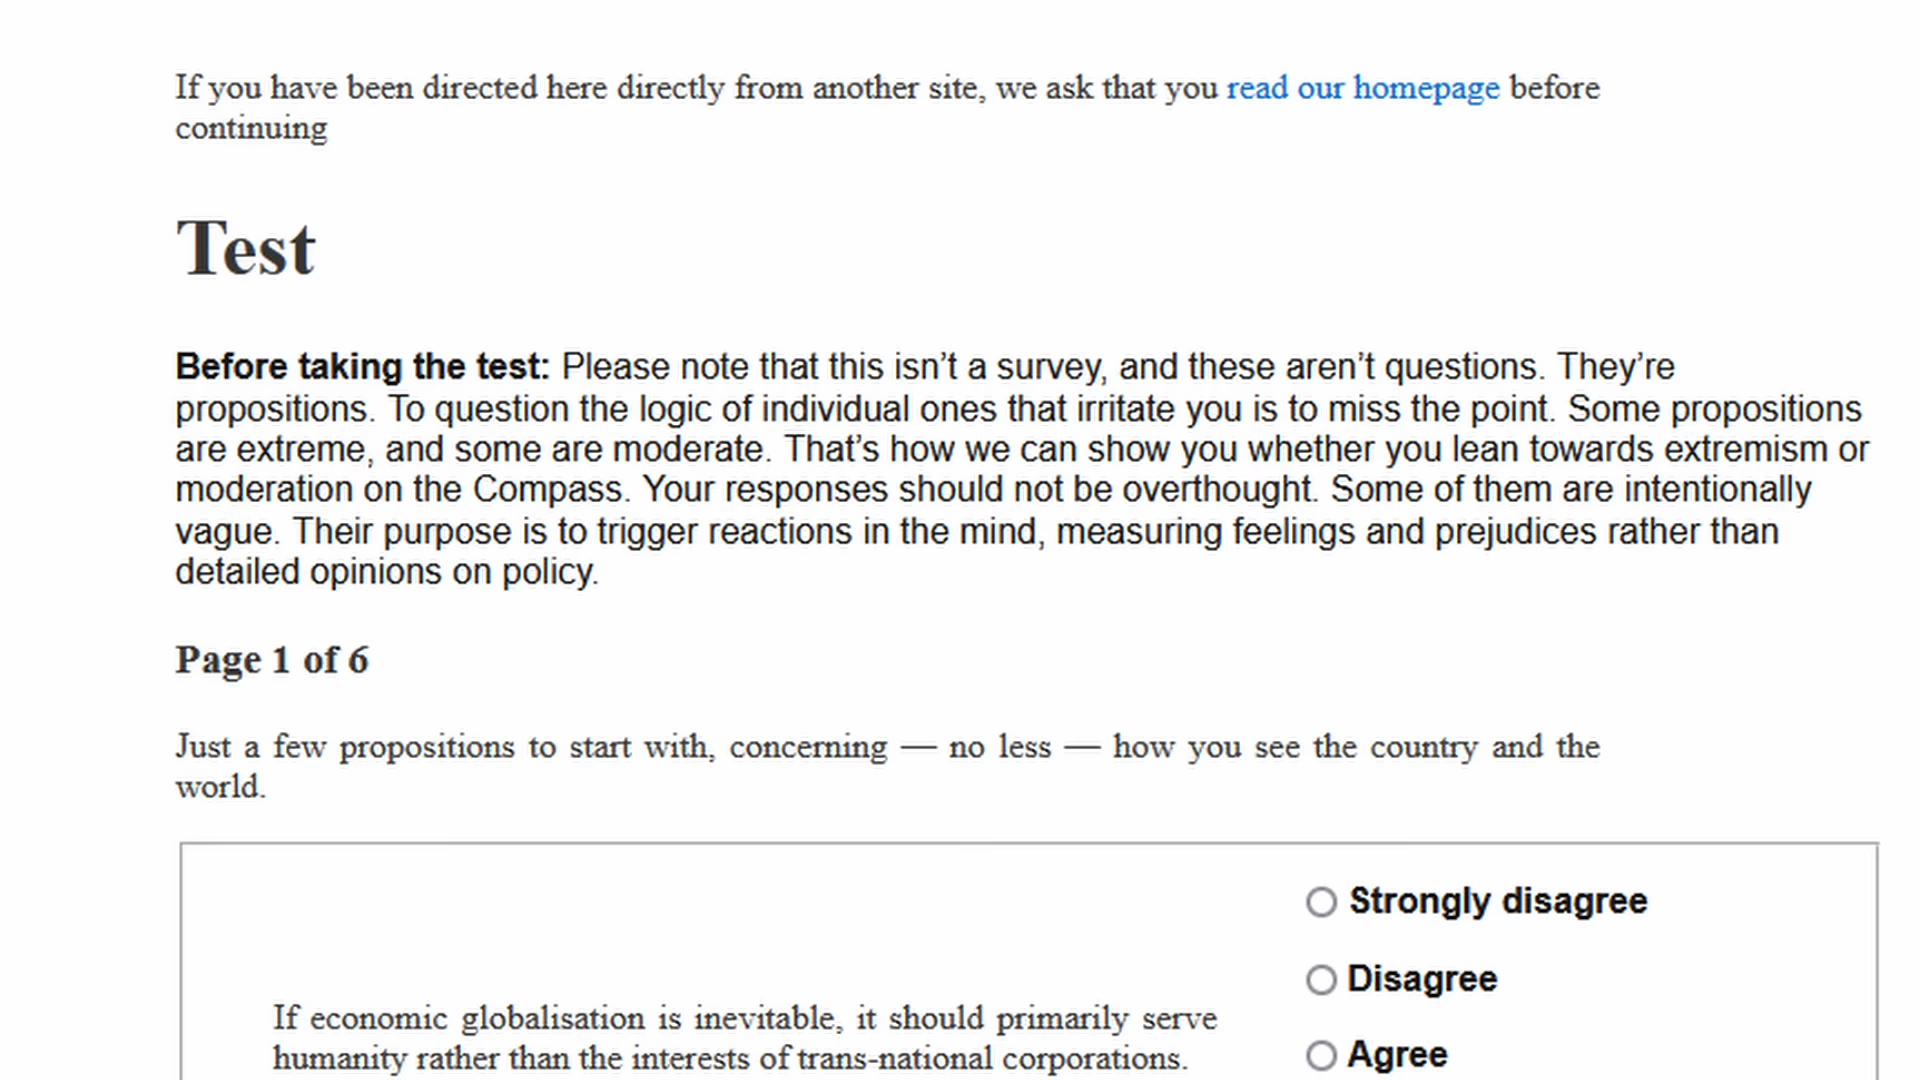 If you have been directed here directly from another site, we ask that you read our homepage before
continuing
Test
Before taking the test: Please note that this isn’t a survey, and these aren’t questions. They’re
propositions. To question the logic of individual ones that irritate you is to miss the point. Some propositions
are extreme, and some are moderate. That’s how we can show you whether you lean towards extremism or
moderation on the Compass. Your responses should not be overthought. Some of them are intentionally
vague. Their purpose is to trigger reactions in the mind, measuring feelings and prejudices rather than
detailed opinions on policy.
Page 1 of 6
Just a few propositions to start with, concerning — no less — how you see the country and the
world.
Strongly disagree
Disagree
If economic globalisation is inevitable, it should primarily serve
humanity rather than the interests of trans-national corporations.
Agree